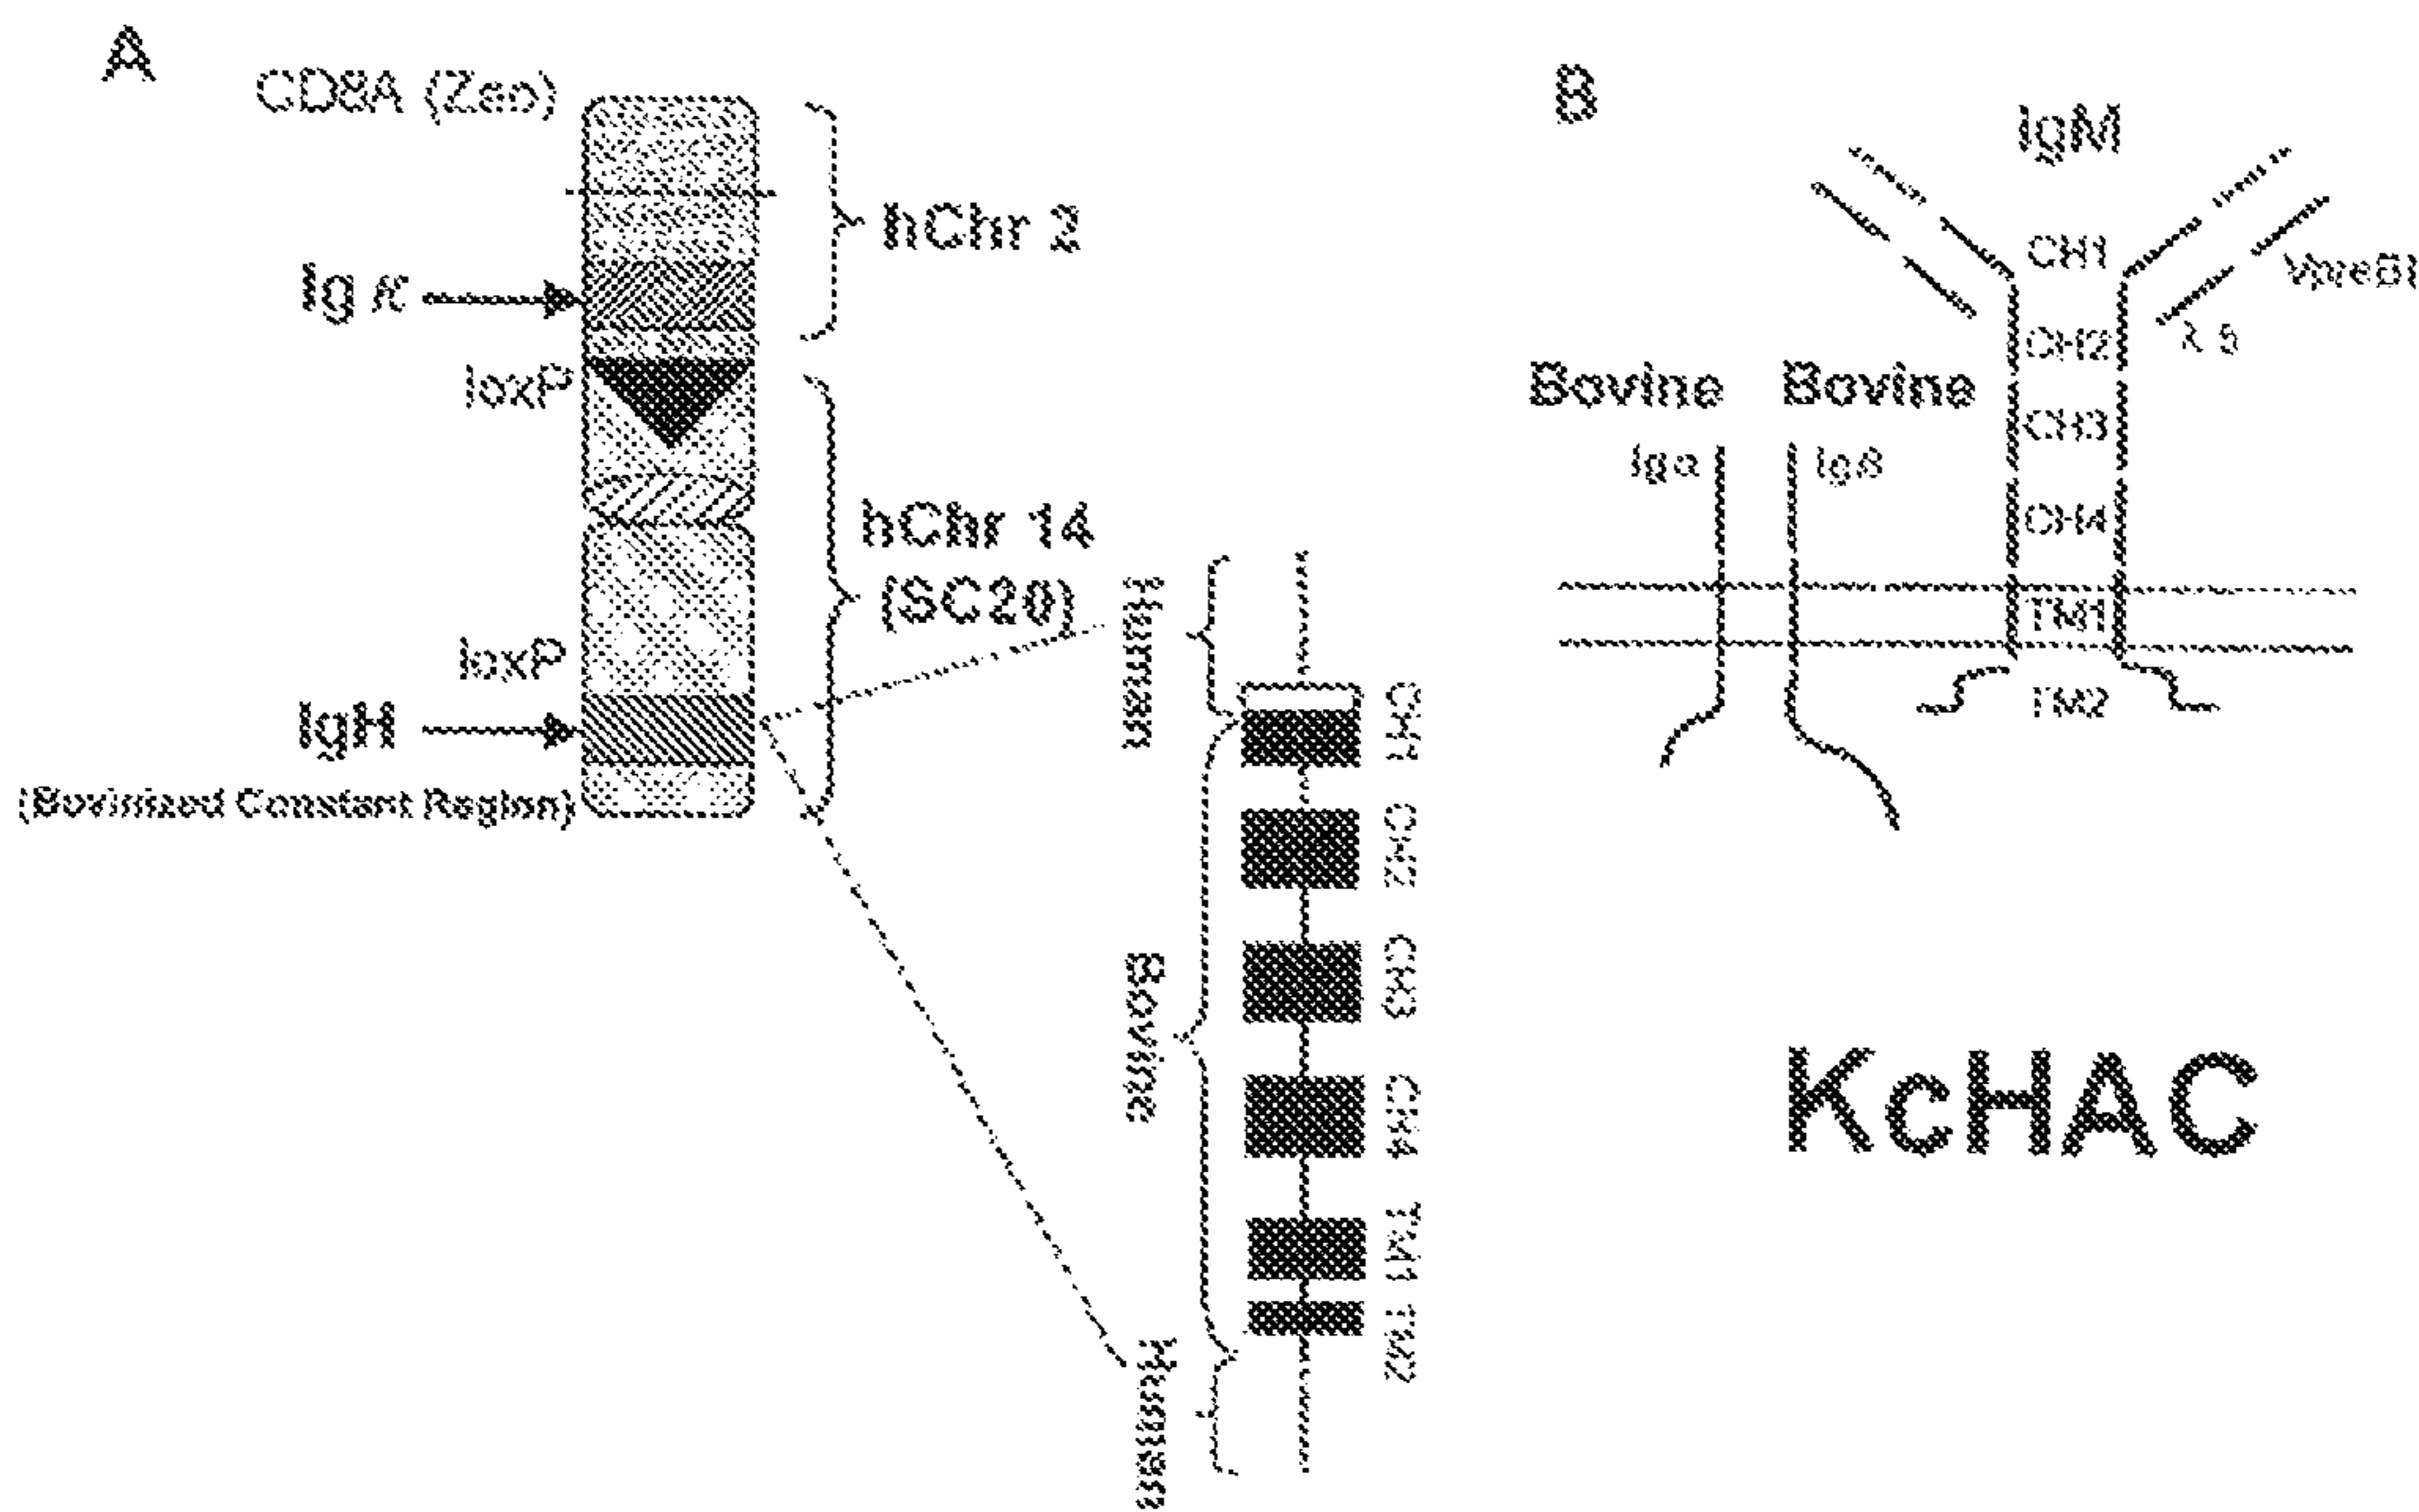 A
CD8A (Zeo)
hChr 2
Ig κ
loxP
hChr 14
(SC20)
loxP
IgH
(Bovinized Constant Region)
Human
Bovine
Human
CH1
CH2
CH3
CH4
TM1
TM2
B
IgM
CH1
VpreB1
CH2
λ 5
Bovine
Bovine
CH3
Igα
Igβ
CH4
TM1
TM2
KcHAC